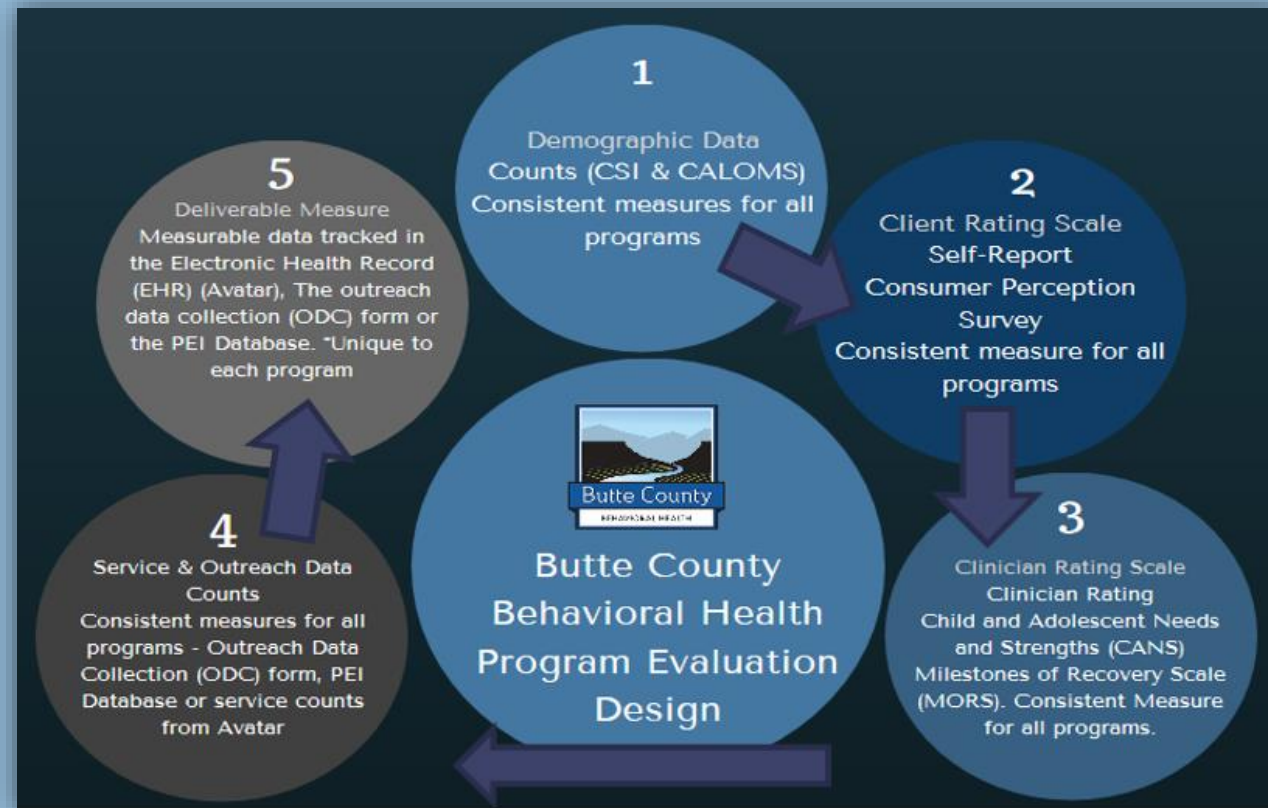 1
Demographic Data
Counts (CSI & CALOMS)
Consistent measures for all
programs
2
Client Rating Scale
Self-Report
Consumer Perception
Survey
Consistent measure for all
programs
3
Clinician Rating Scale
Clinician Rating
Child and Adolescent Needs
and Strengths (CANS)
Milestones of Recovery Scale
(MORS). Consistent Measure
for all programs.
4
Service & Outreach Data
Counts
Consistent measures for all
programs - Outreach Data
Collection (ODC) form, PEI
Database or service counts
from Avatar
5
Deliverable Measure
Measurable data tracked in
the Electronic Health Record
(EHR) (Avatar), The outreach
data collection (ODC) form or
the PEI Database. *Unique to
each program
Butte County
BEHAVIORAL HEALTH
Butte County
Behavioral Health
Program Evaluation
Design